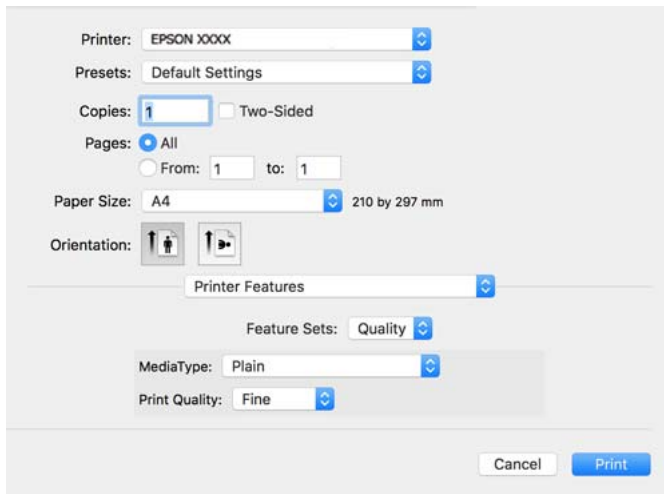 Printer: EPSON XXXX
Presets: Default Settings
Copies: 1 Two-Sided
Pages: All
From: 1 to: 1
Paper Size: A4 210 by 297 mm
Orientation:
Printer Features
Feature Sets: Quality
MediaType: Plain
Print Quality: Fine
Cancel Print